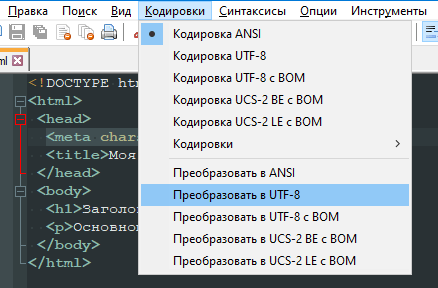 Правка Поиск Вид Кодировки Синтаксисы Опции Инструменты
Кодировка ANSI
Кодировка UTF-8
Кодировка UTF-8 с BOM
Кодировка UCS-2 BE с BOM
Кодировка UCS-2 LE с BOM
Кодировки
Преобразовать в ANSI
Преобразовать в UTF-8
Преобразовать в UTF-8 с BOM
Преобразовать в UCS-2 BE с BOM
Преобразовать в UCS-2 LE с BOM
ml
<!DOCTYPE ht
<html>
<head>
<meta chara
<title>Моя
</head>
<body>
<h1>Заголо
<p>Основно
</body>
</html>